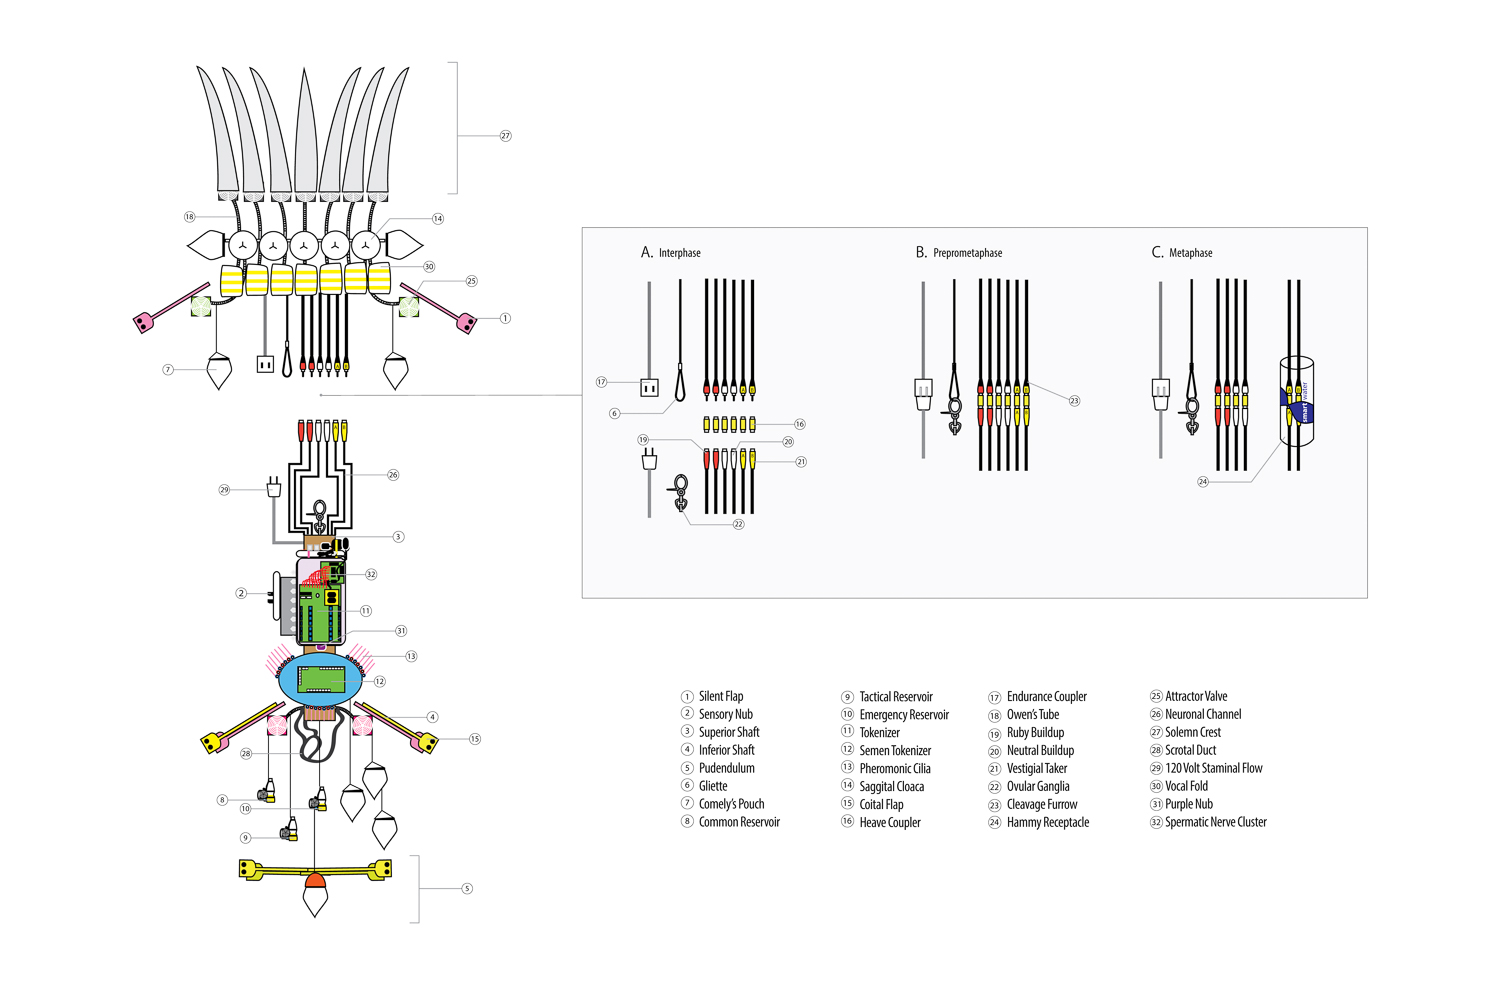 27
18
14
30
25
1
7
A. Interphase
B. Preprometaphase
C. Metaphase
17
6
19
16
20
21
22
23
24
smartwater
26
29
3
32
2
11
31
13
12
4
15
28
8
10
9
5
1 Silent Flap
2 Sensory Nub
3 Superior Shaft
4 Inferior Shaft
5 Pudendulum
6 Gliette
7 Comely's Pouch
8 Common Reservoir
9 Tactical Reservoir
10 Emergency Reservoir
11 Tokenizer
12 Semen Tokenizer
13 Pheromonic Cilia
14 Saggital Cloaca
15 Coital Flap
16 Heave Coupler
17 Endurance Coupler
18 Owen's Tube
19 Ruby Buildup
20 Neutral Buildup
21 Vestigial Taker
22 Ovular Ganglia
23 Cleavage Furrow
24 Hammy Receptacle
25 Attractor Valve
26 Neuronal Channel
27 Solemn Crest
28 Scrotal Duct
29 120 Volt Staminal Flow
30 Vocal Fold
31 Purple Nub
32 Spermatic Nerve Cluster